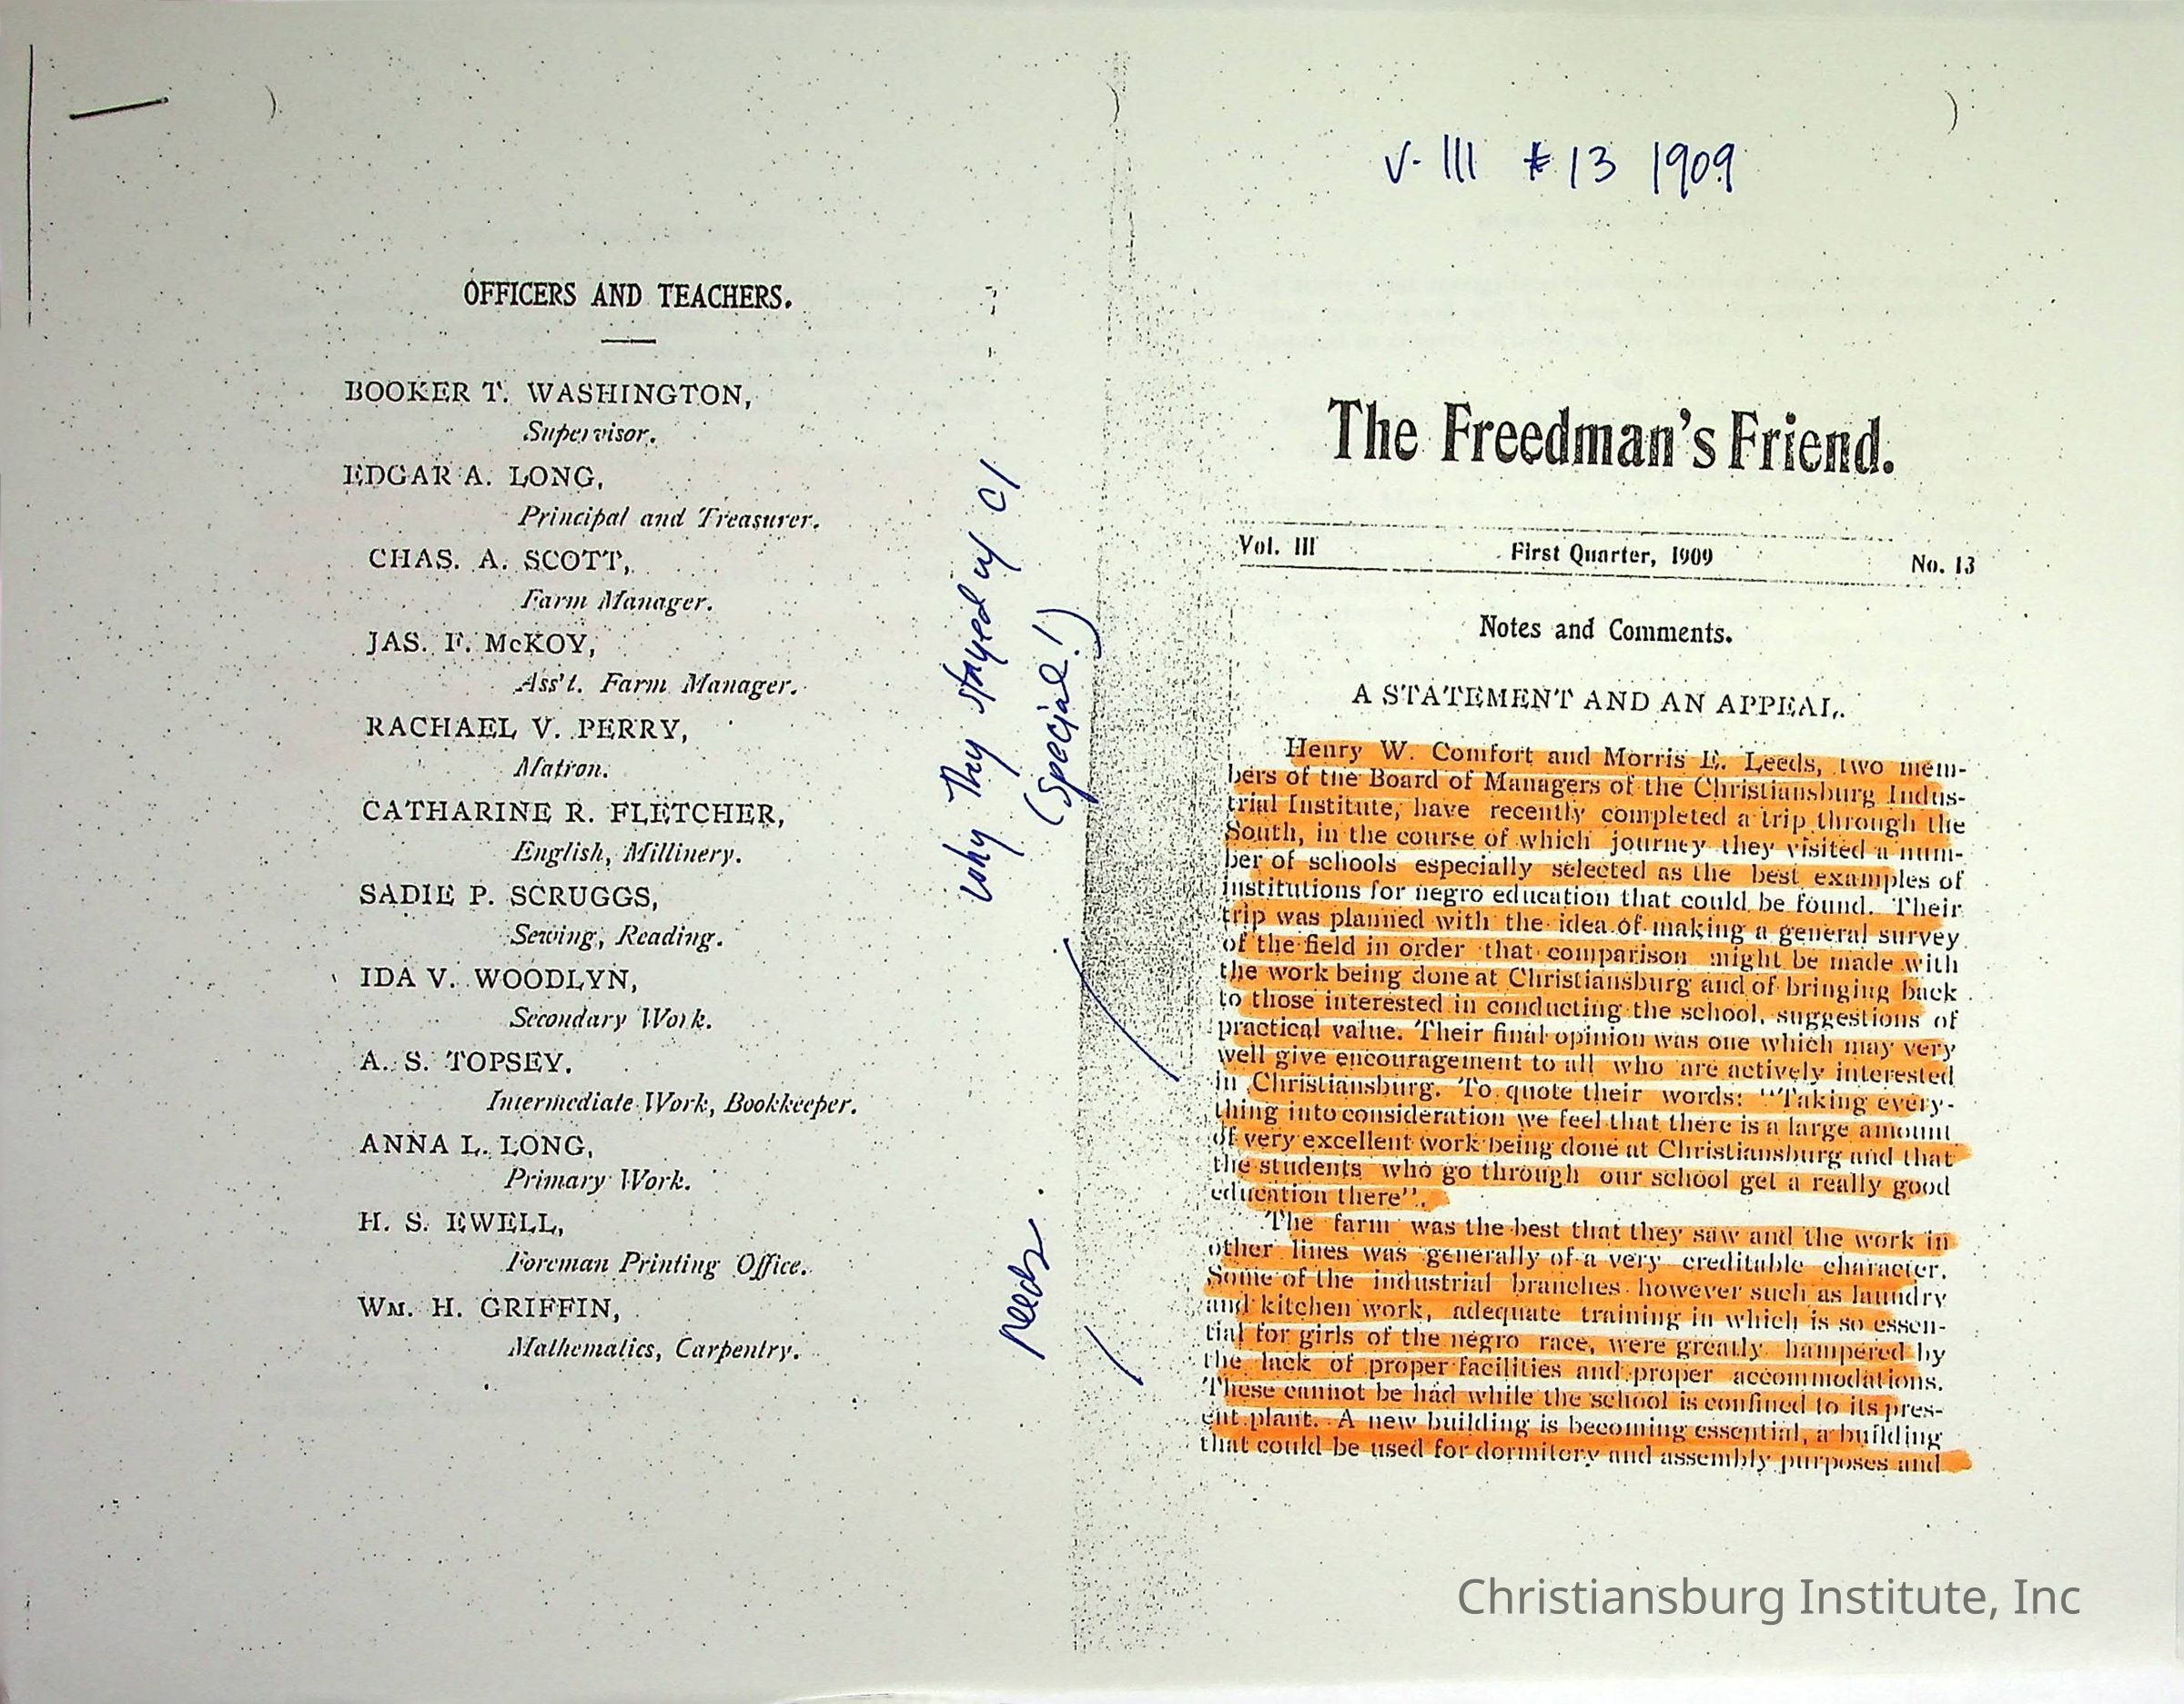 OFFICERS AND TEACHERS.
BOOKER T. WASHINGTON,
Supervisor.
EDGAR A. LONG,
Principal and Treasurer.
CHAS. A. SCOTT,
Farm Manager.
JAS. F. McKOY,
Ass't. Farm Manager.
RACHAEL V. PERRY,
Matron.
CATHARINE R. FLETCHER,
English, Millinery.
SADIE P. SCRUGGS,
Sewing, Reading.
IDA V. WOODLYN,
Secondary Work.
A. S. TOPSEY.
Intermediate Work, Bookkeeper.
ANNA L. LONG,
Primary Work.
H. S. EWELL,
Foreman Printing Office.
WM. H. GRIFFIN,
Mathematics, Carpentry.
why they stayed w/ CI
(special!)
needs
V. III # 13 1909
The Freedman's Friend.
Vol. III First Quarter, 1909 No. 13
Notes and Comments.
A STATEMENT AND AN APPEAL.
Henry W. Comfort and Morris E. Leeds, two mem-
bers of the Board of Managers of the Christiansburg Indus-
trial Institute, have recently completed a trip through the
South, in the course of which journey they visited a num-
ber of schools especially selected as the best examples of
institutions for negro education that could be found. Their
trip was planned with the idea of making a general survey
of the field in order that comparison might be made with
the work being done at Christiansburg and of bringing back
to those interested in conducting the school, suggestions of
practical value. Their final opinion was one which may very
well give encouragement to all who are actively interested
in Christiansburg. To quote their words: "Taking every-
thing into consideration we feel that there is a large amount
of very excellent work being done at Christiansburg and that
the students who go through our school get a really good
education there".
The farm was the best that they saw and the work in
other lines was generally of a very creditable character.
Some of the industrial branches however such as laundry
and kitchen work, adequate training in which is so essen-
tial for girls of the negro race, were greatly hampered by
the lack of proper facilities and proper accommodations.
These cannot be had while the school is confined to its pres-
ent plant. A new building is becoming essential, a building
that could be used for dormitory and assembly purposes and
Christiansburg Institute, Inc